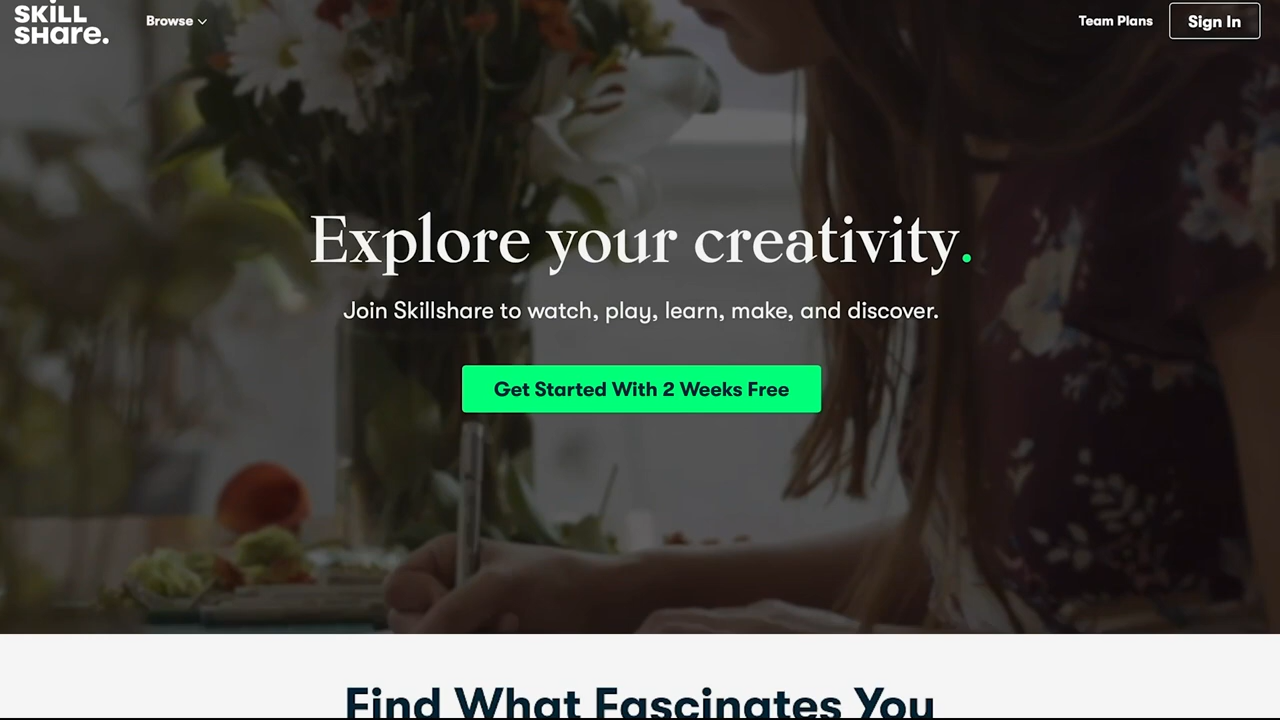 SKiLL
SHare.
Browse
Team Plans
Sign In
Explore your creativity.
Join Skillshare to watch, play, learn, make, and discover.
Get Started With 2 Weeks Free
Find What Fascinates You